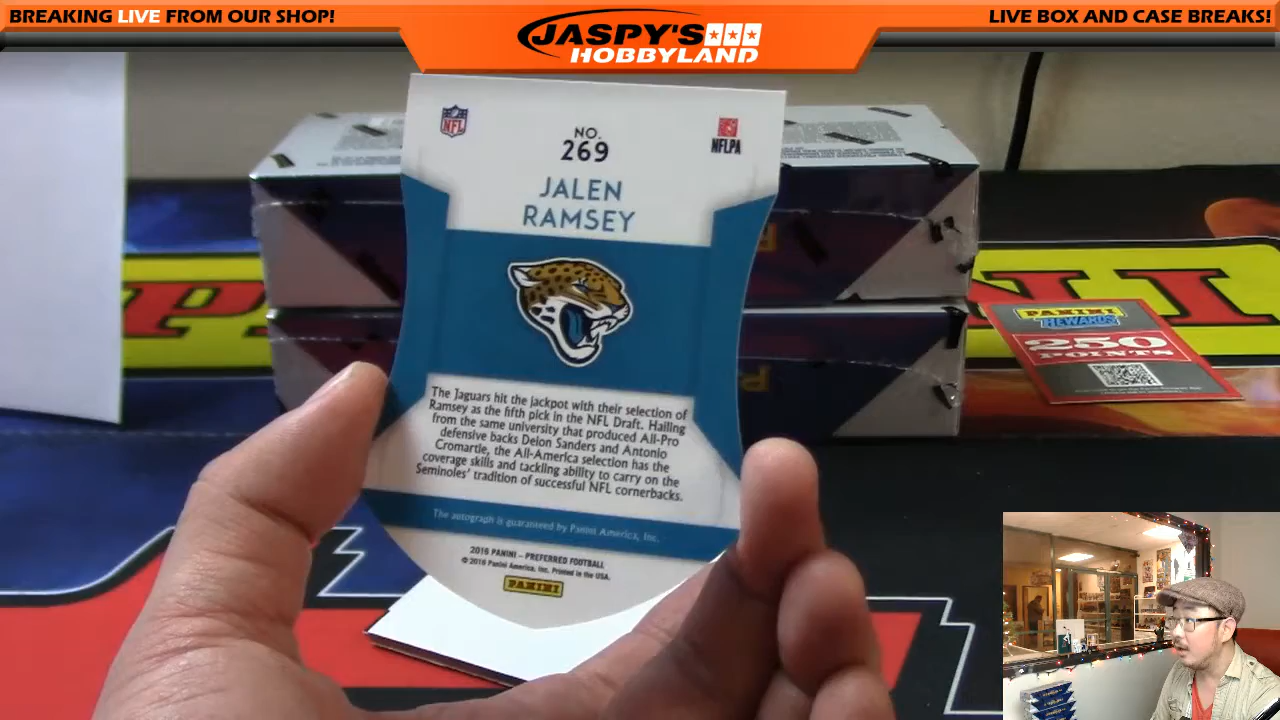 BREAKING LIVE FROM OUR SHOP!
JASPY'S
HOBBYLAND
LIVE BOX AND CASE BREAKS!
NFL
NO.
269
NFLPA
JALEN
RAMSEY
The Jaguars hit the jackpot with their selection of
Ramsey as the fifth pick in the NFL Draft. Hailing
from the same university that produced All-Pro
defensive backs Deion Sanders and Antonio
Cromartie, the All-America selection has the
coverage skills and tackling ability to carry on the
Seminoles' tradition of successful NFL cornerbacks.
The autograph is guaranteed by Panini America, Inc.
2016 PANINI – PREFERRED FOOTBALL
© 2016 Panini America, Inc. Printed in the USA.
PANINI
PANINI
REWARDS
250
POINTS